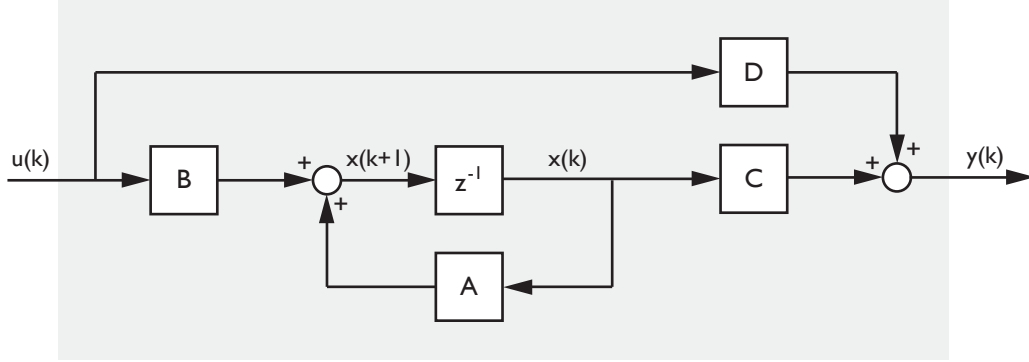 D
u(k)
B
+
x(k+1)
z⁻¹
x(k)
C
+
+
y(k)
+
A